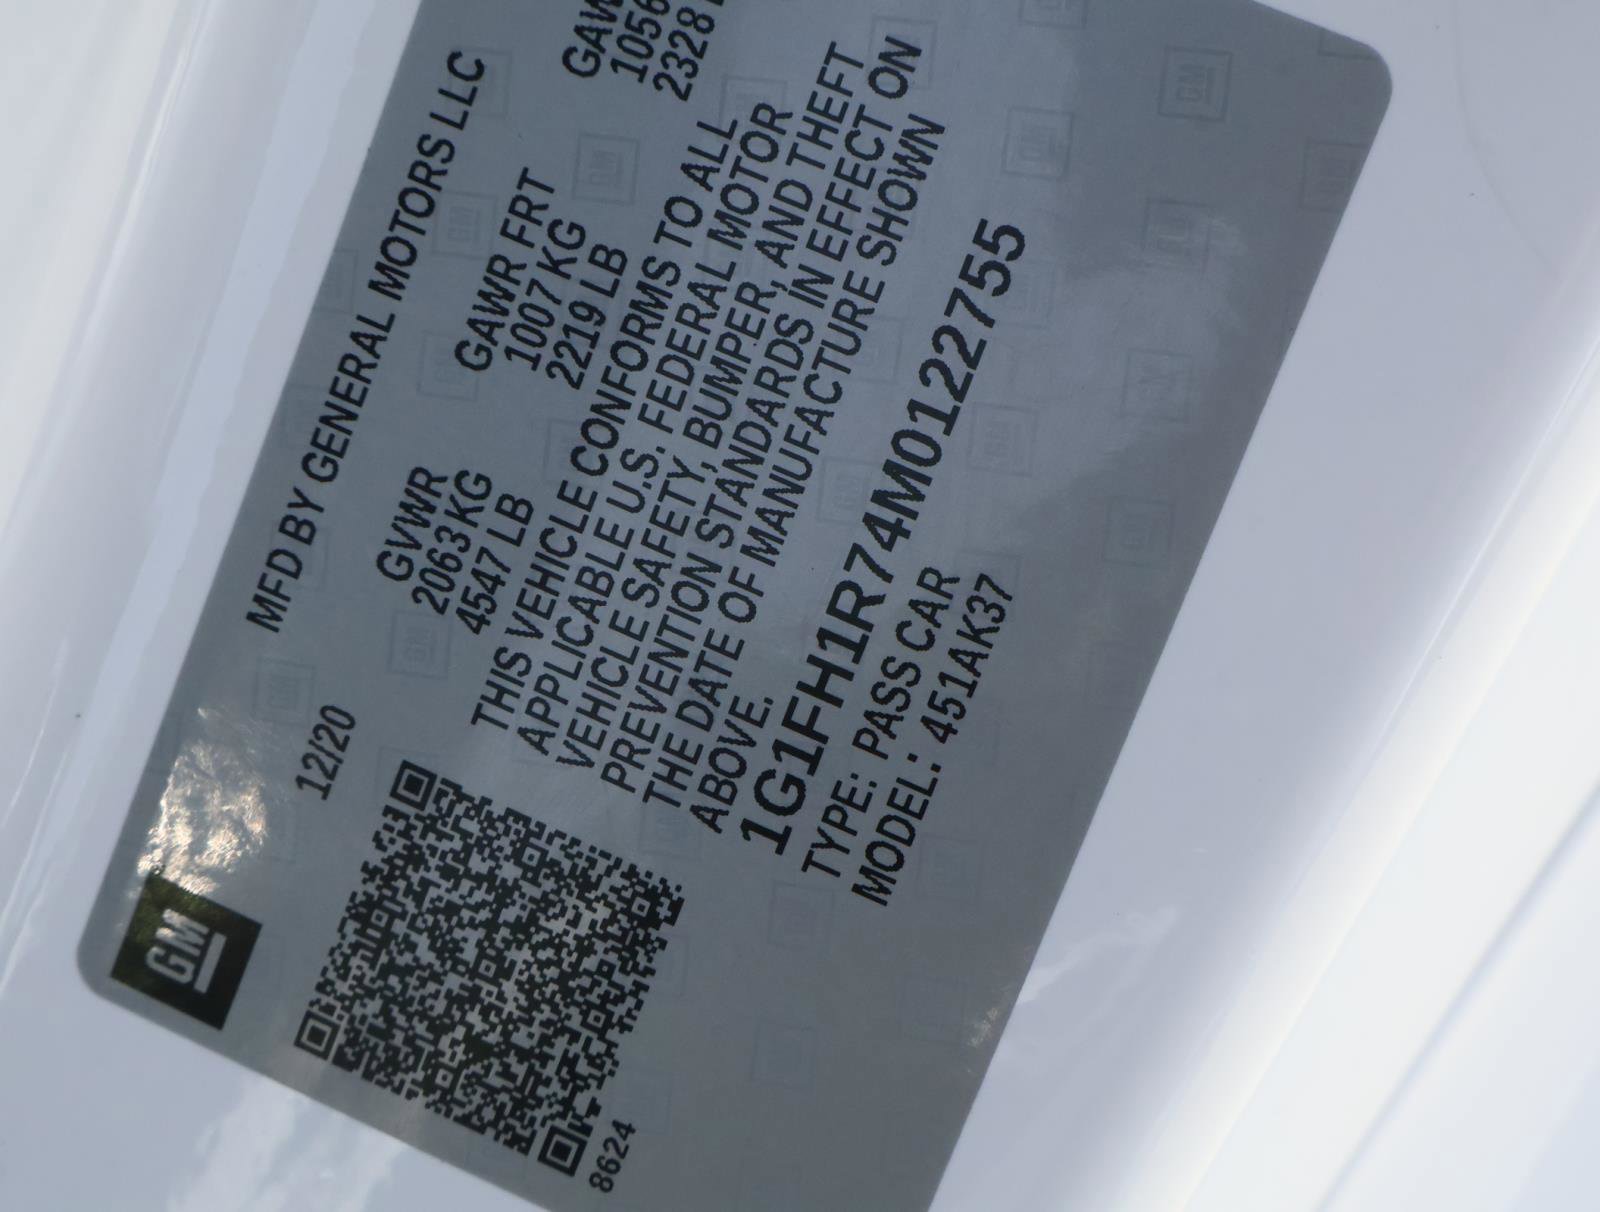 GM
MFD BY GENERAL MOTORS LLC
12/20
GVWR
2063 KG
4547 LB
GAWR FRT
1007 KG
2219 LB
1056
2328
THIS VEHICLE CONFORMS TO ALL
APPLICABLE U.S. FEDERAL MOTOR
VEHICLE SAFETY, BUMPER, AND THEFT
PREVENTION STANDARDS IN EFFECT ON
THE DATE OF MANUFACTURE SHOWN
ABOVE.
1G1FH1R74M0122755
TYPE: PASS CAR
MODEL: 451AK37
8624